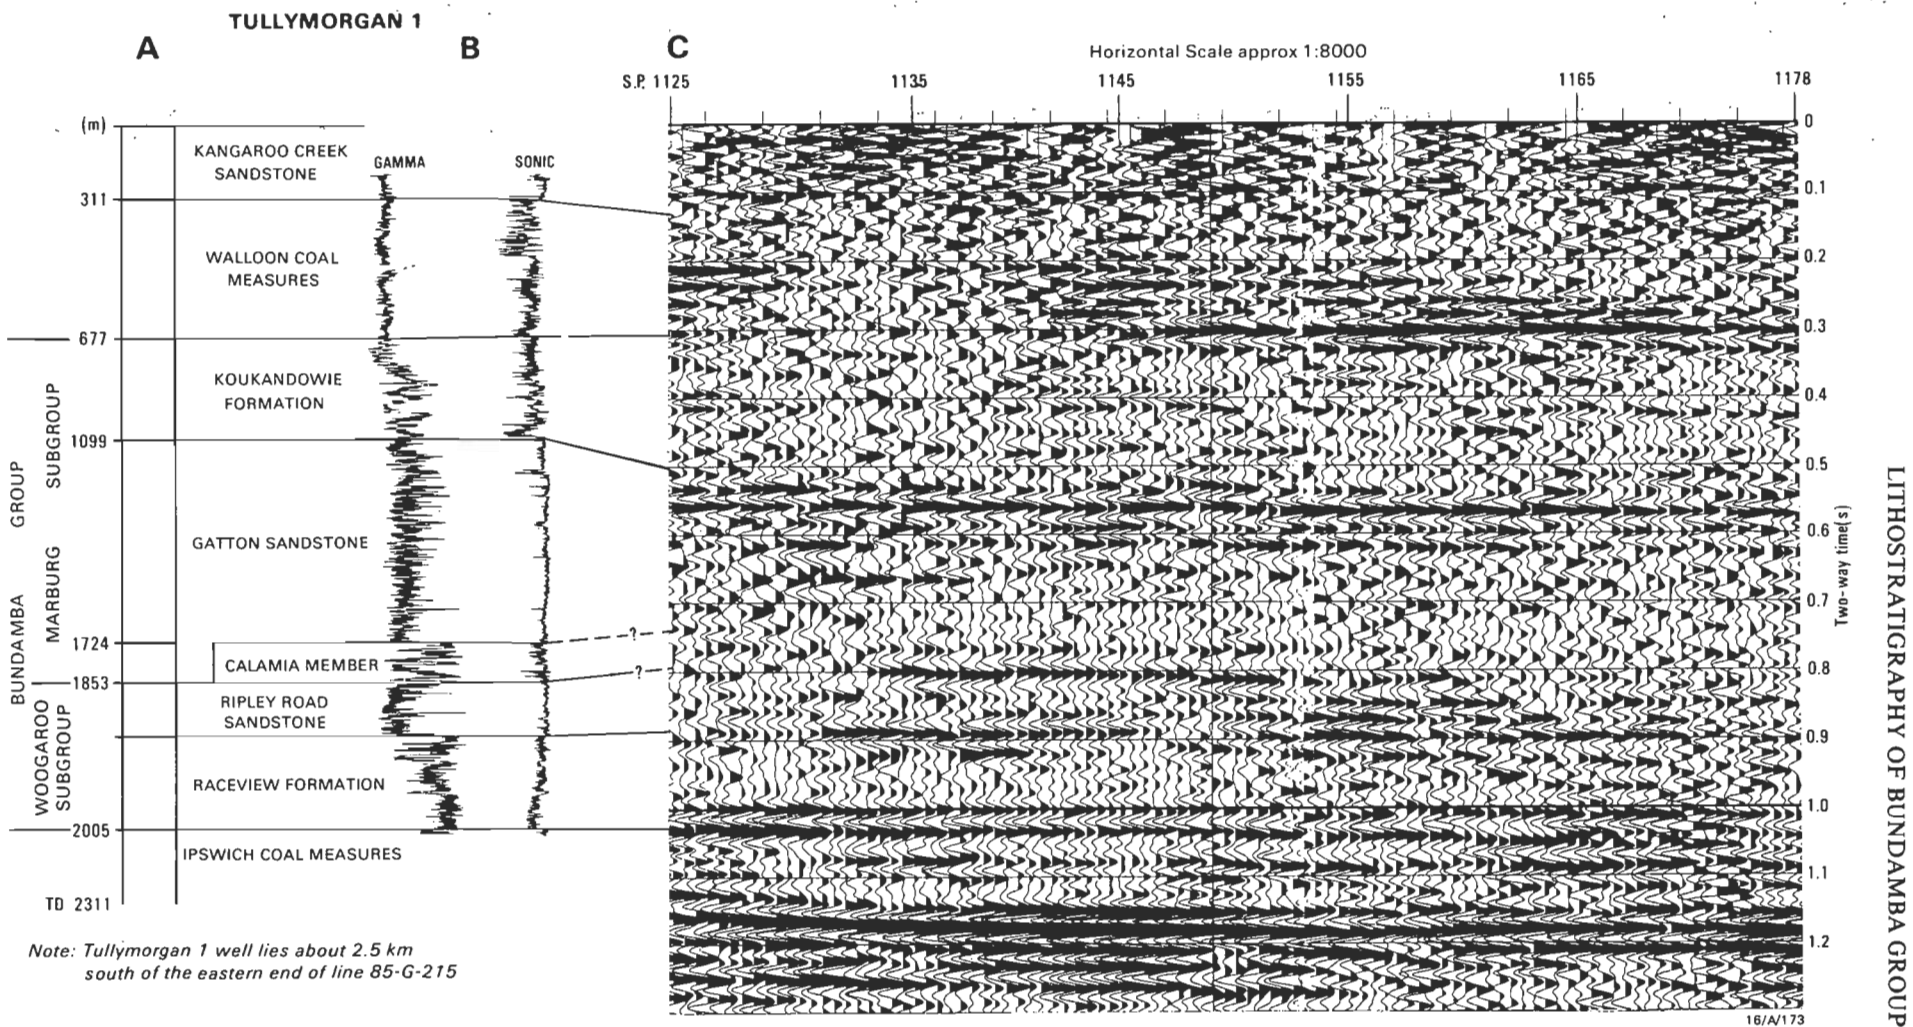 TULLYMORGAN 1
A
B
C
Horizontal Scale approx 1:8000
S.P. 1125
1135
1145
1155
1165
1178
(m)
KANGAROO CREEK
SANDSTONE
GAMMA
SONIC
311
WALLOON COAL
MEASURES
677
KOUKANDOWIE
FORMATION
1099
GATTON SANDSTONE
1724
CALAMIA MEMBER
1853
RIPLEY ROAD
SANDSTONE
RACEVIEW FORMATION
2005
IPSWICH COAL MEASURES
TD 2311
BUNDAMBA GROUP
MARBURG SUBGROUP
WOOGAROO
SUBGROUP
?
?
0
0.1
0.2
0.3
0.4
0.5
0.6
0.7
0.8
0.9
1.0
1.1
1.2
Two-way time(s)
LITHOSTRATIGRAPHY OF BUNDAMBA GROUP
Note: Tullymorgan 1 well lies about 2.5 km
south of the eastern end of line 85-G-215
16/A/173